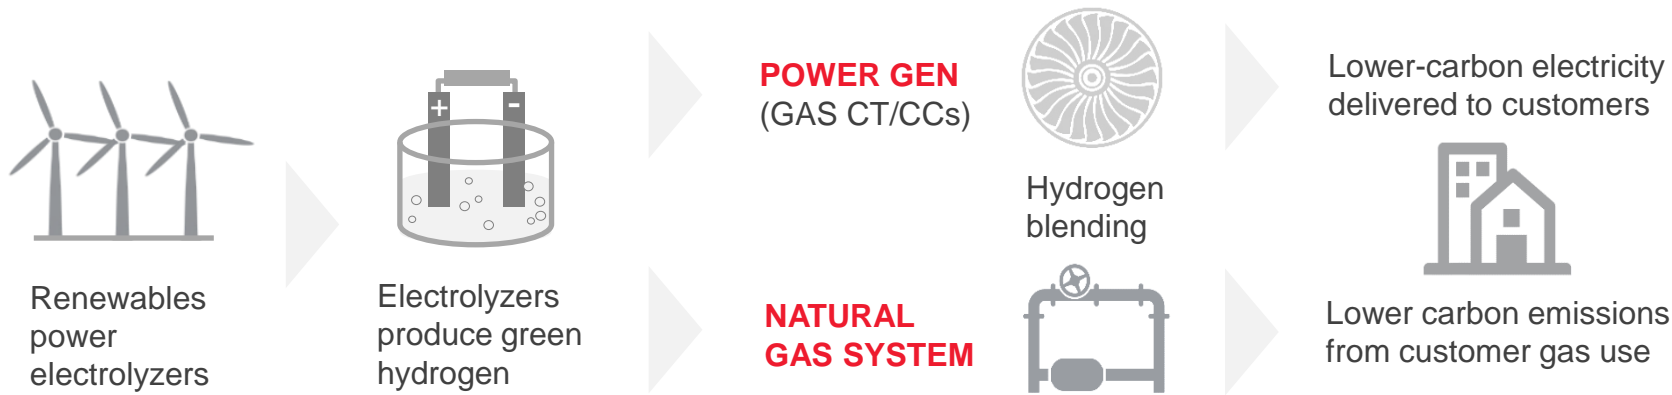 Renewables
power
electrolyzers
+ -
Electrolyzers
produce green
hydrogen
POWER GEN
(GAS CT/CCs)
Hydrogen
blending
NATURAL
GAS SYSTEM
Lower-carbon electricity
delivered to customers
Lower carbon emissions
from customer gas use